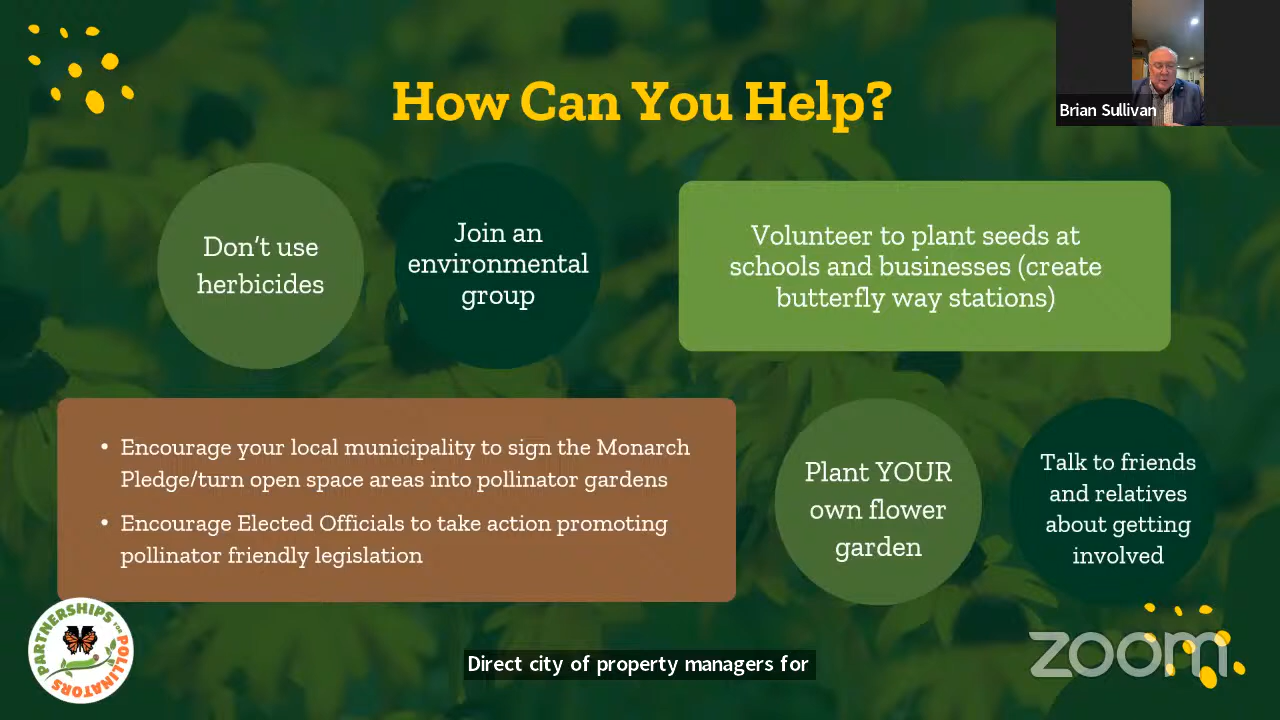 How Can You Help?
Brian Sullivan
Don't use
herbicides
Join an
environmental
group
Volunteer to plant seeds at
schools and businesses (create
butterfly way stations)
• Encourage your local municipality to sign the Monarch
Pledge/turn open space areas into pollinator gardens
• Encourage Elected Officials to take action promoting
pollinator friendly legislation
Plant YOUR
own flower
garden
Talk to friends
and relatives
about getting
involved
PARTNERSHIPS FOR POLLINATORS
Direct city of property managers for
zoom